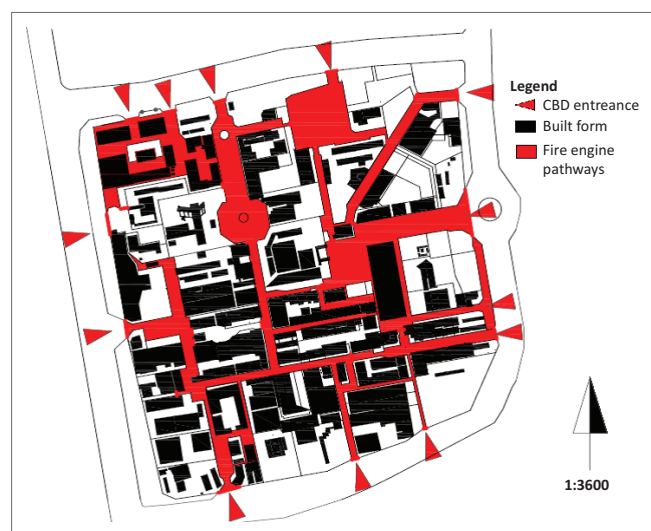 Legend
CBD entreance
Built form
Fire engine
pathways
1:3600